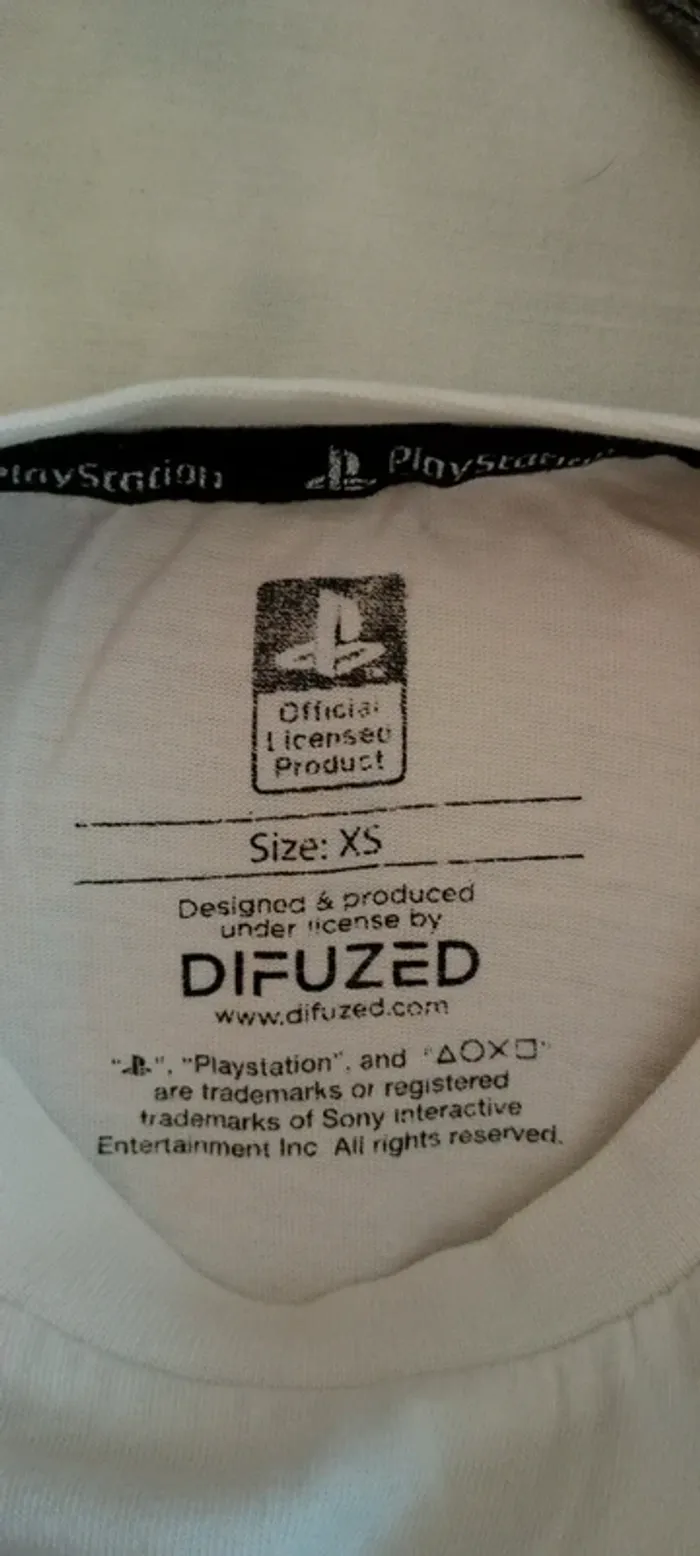 PlayStation PlayStation
Official
Licensed
Product
Size: XS
Designed & produced
under license by
DIFUZED
www.difuzed.com
"", "Playstation", and "△○×□"
are trademarks or registered
trademarks of Sony Interactive
Entertainment Inc All rights reserved.